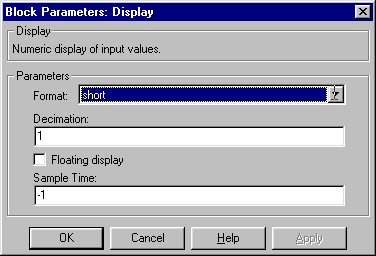 Block Parameters: Display
Display
Numeric display of input values.
Parameters
Format: short
Decimation:
1
Floating display
Sample Time:
-1
OK Cancel Help Apply